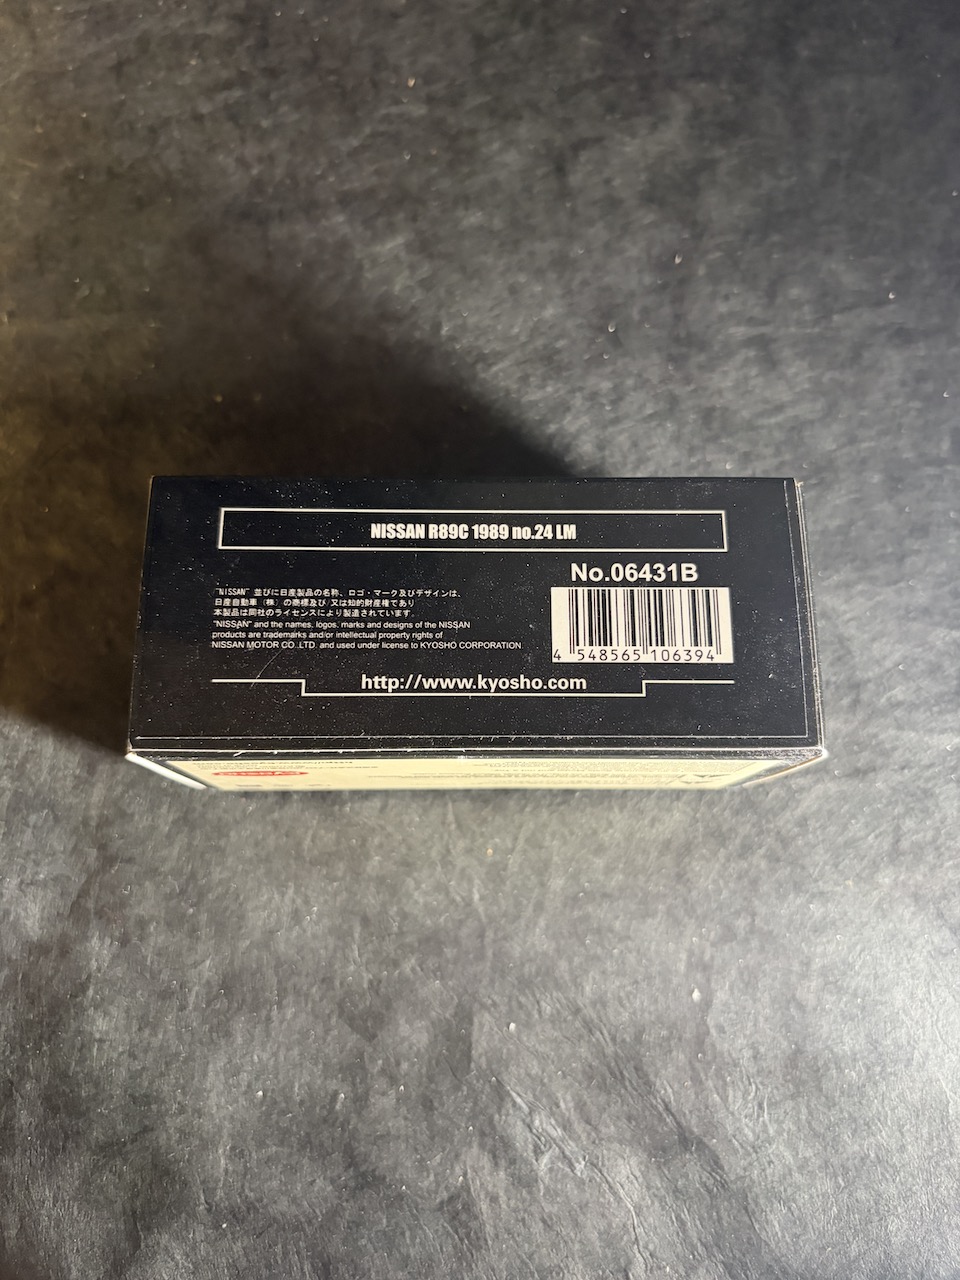 NISSAN R89C 1989 no.24 LM
No.06431B
"NISSAN" 並びに日産製品の名称、ロゴ・マーク及びデザインは、
日産自動車（株）の商標及び/又は知的財産権であり
本製品は同社のライセンスにより製造されています。
"NISSAN" and the names, logos, marks and designs of the NISSAN
products are trademarks and/or intellectual property rights of
NISSAN MOTOR CO.,LTD. and used under license to KYOSHO CORPORATION.
4 548565 106394
http://www.kyosho.com